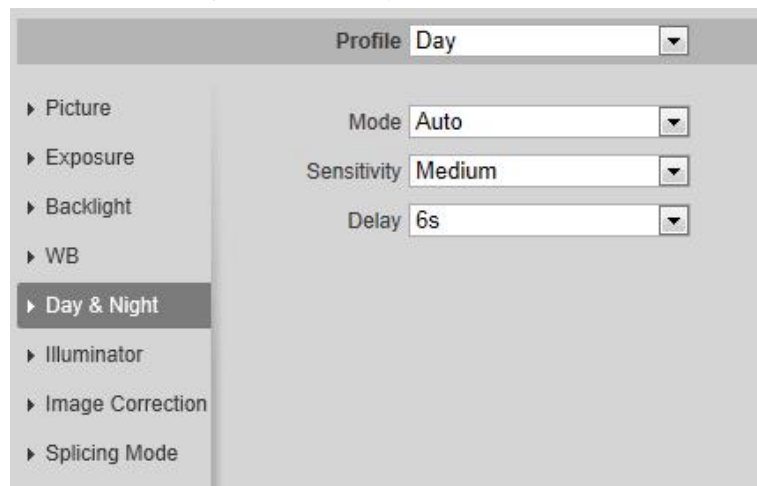 Profile Day
Picture
Mode Auto
Exposure
Sensitivity Medium
Backlight
Delay 6s
WB
Day & Night
Illuminator
Image Correction
Splicing Mode